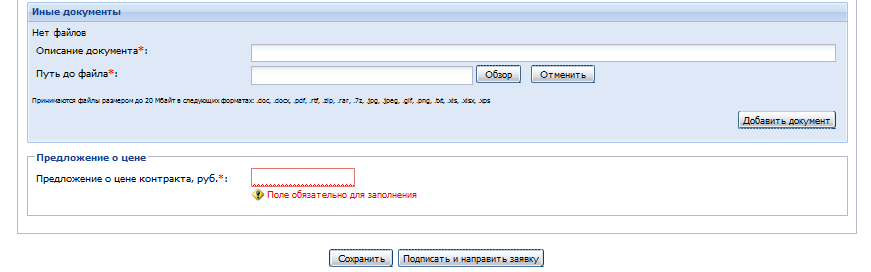 Иные документы
Нет файлов
Описание документа*:
Путь до файла*: Обзор Отменить
Принимаются файлы размером до 20 Мбайт в следующих форматах: .doc, .docx, .pdf, .rtf, .zip, .rar, .7z, .jpg, .jpeg, .gif, .png, .txt, .xls, .xlsx, .xps
Добавить документ
Предложение о цене
Предложение о цене контракта, руб.*:
Поле обязательно для заполнения
Сохранить Подписать и направить заявку